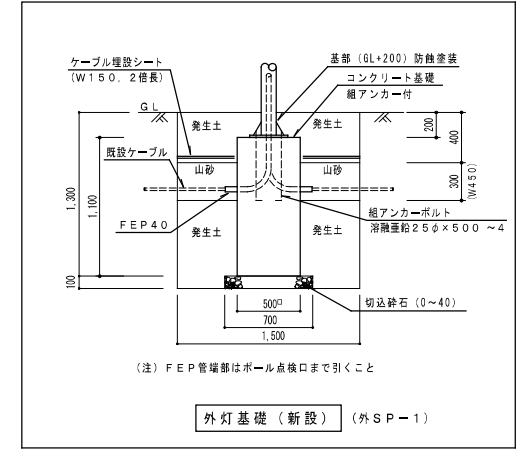 ケーブル埋設シート
(W150, 2倍長)
基部 (GL+200) 防蝕塗装
コンクリート基礎
組アンカー付
GL
発生土
発生土
200
400
既設ケーブル
山砂
山砂
300
(W450)
1,300
1,100
FEP40
発生土
発生土
組アンカーボルト
溶融亜鉛25φ×500 ~4
100
500□
切込砕石 (0~40)
700
1,500
(注) FEP管端部はポール点検口まで引くこと
外灯基礎 (新設) (外SP-1)